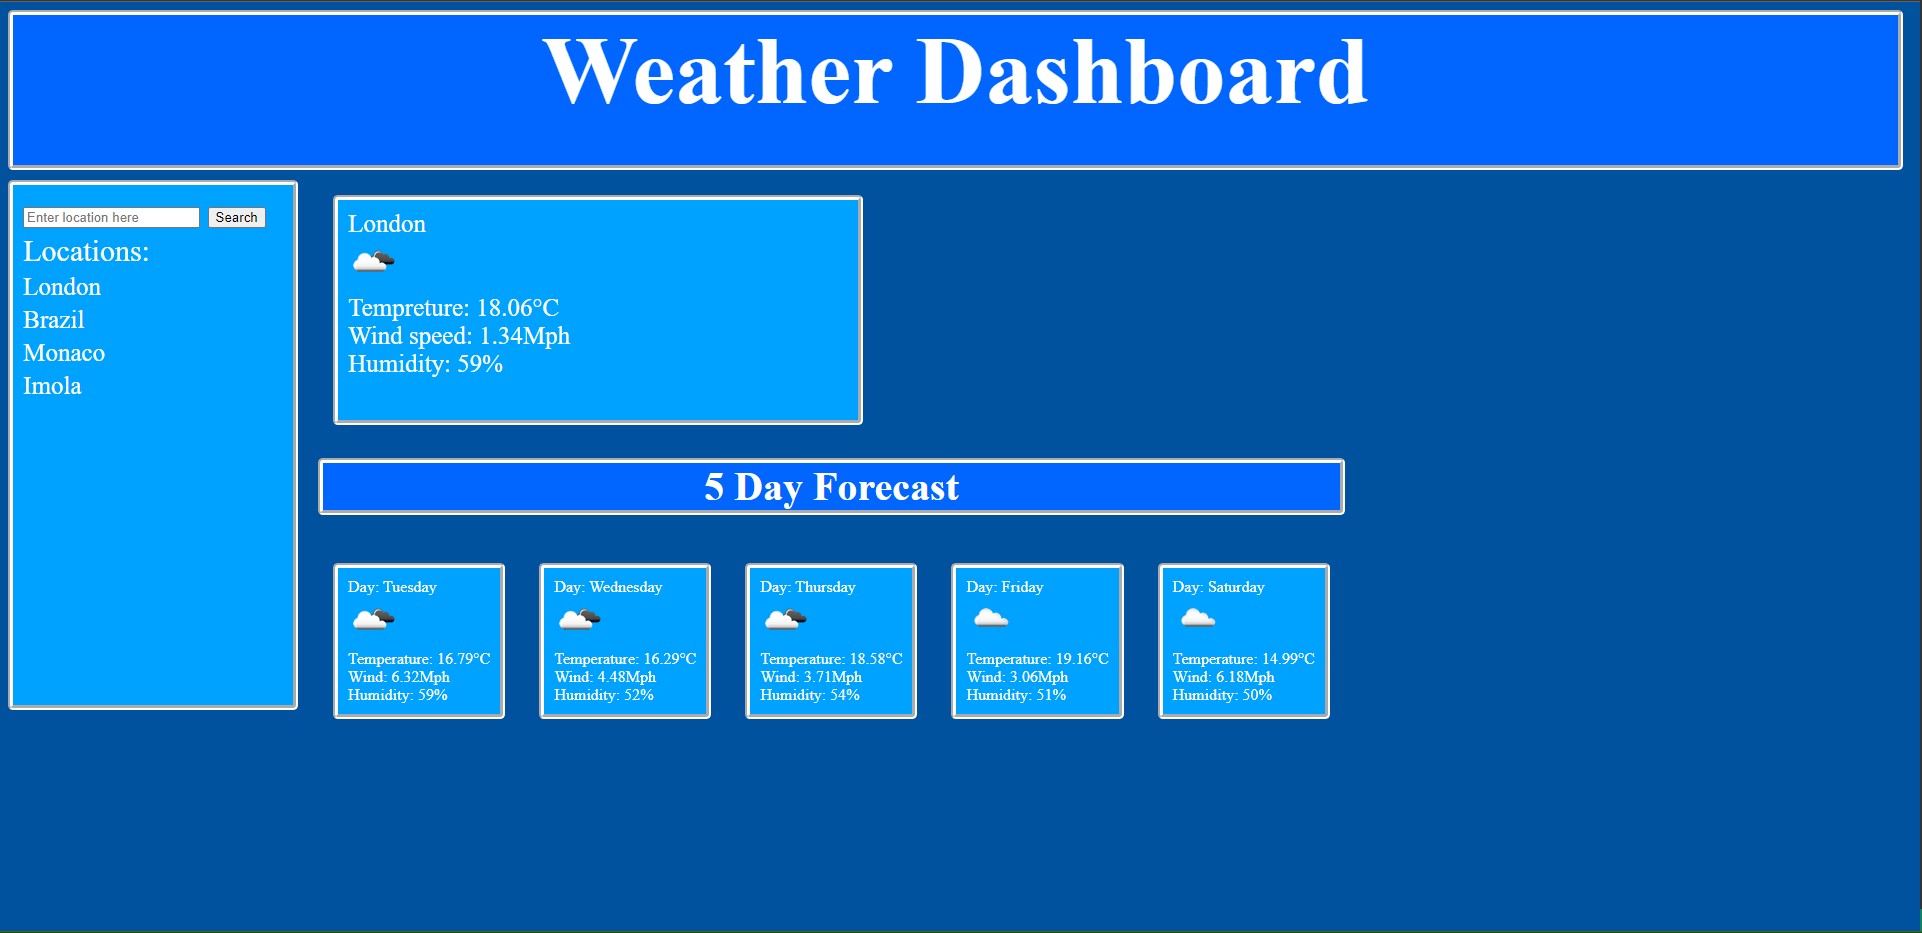 Weather Dashboard
Enter location here Search
Locations:
London
Brazil
Monaco
Imola
London
Tempreture: 18.06°C
Wind speed: 1.34Mph
Humidity: 59%
5 Day Forecast
Day: Tuesday
Temperature: 16.79°C
Wind: 6.32Mph
Humidity: 59%
Day: Wednesday
Temperature: 16.29°C
Wind: 4.48Mph
Humidity: 52%
Day: Thursday
Temperature: 18.58°C
Wind: 3.71Mph
Humidity: 54%
Day: Friday
Temperature: 19.16°C
Wind: 3.06Mph
Humidity: 51%
Day: Saturday
Temperature: 14.99°C
Wind: 6.18Mph
Humidity: 50%